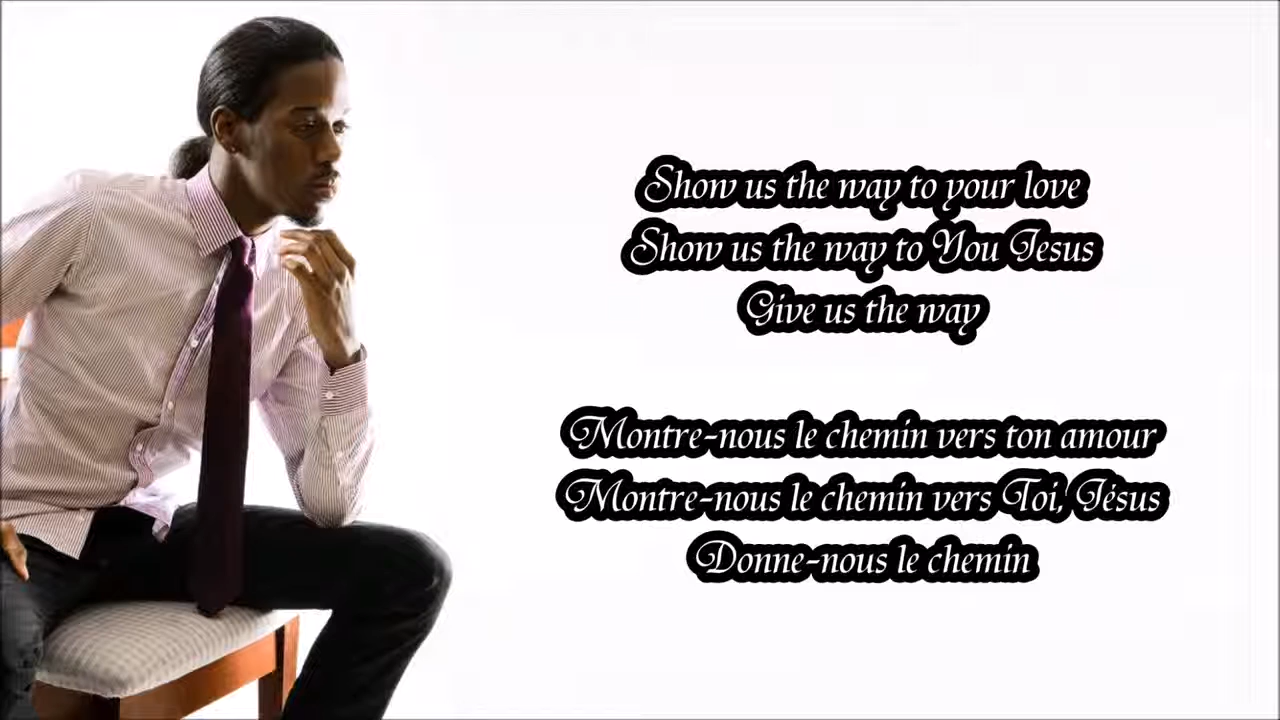 Show us the way to your love
Show us the way to You Jesus
Give us the way
Montre-nous le chemin vers ton amour
Montre-nous le chemin vers Toi, Jésus
Donne-nous le chemin